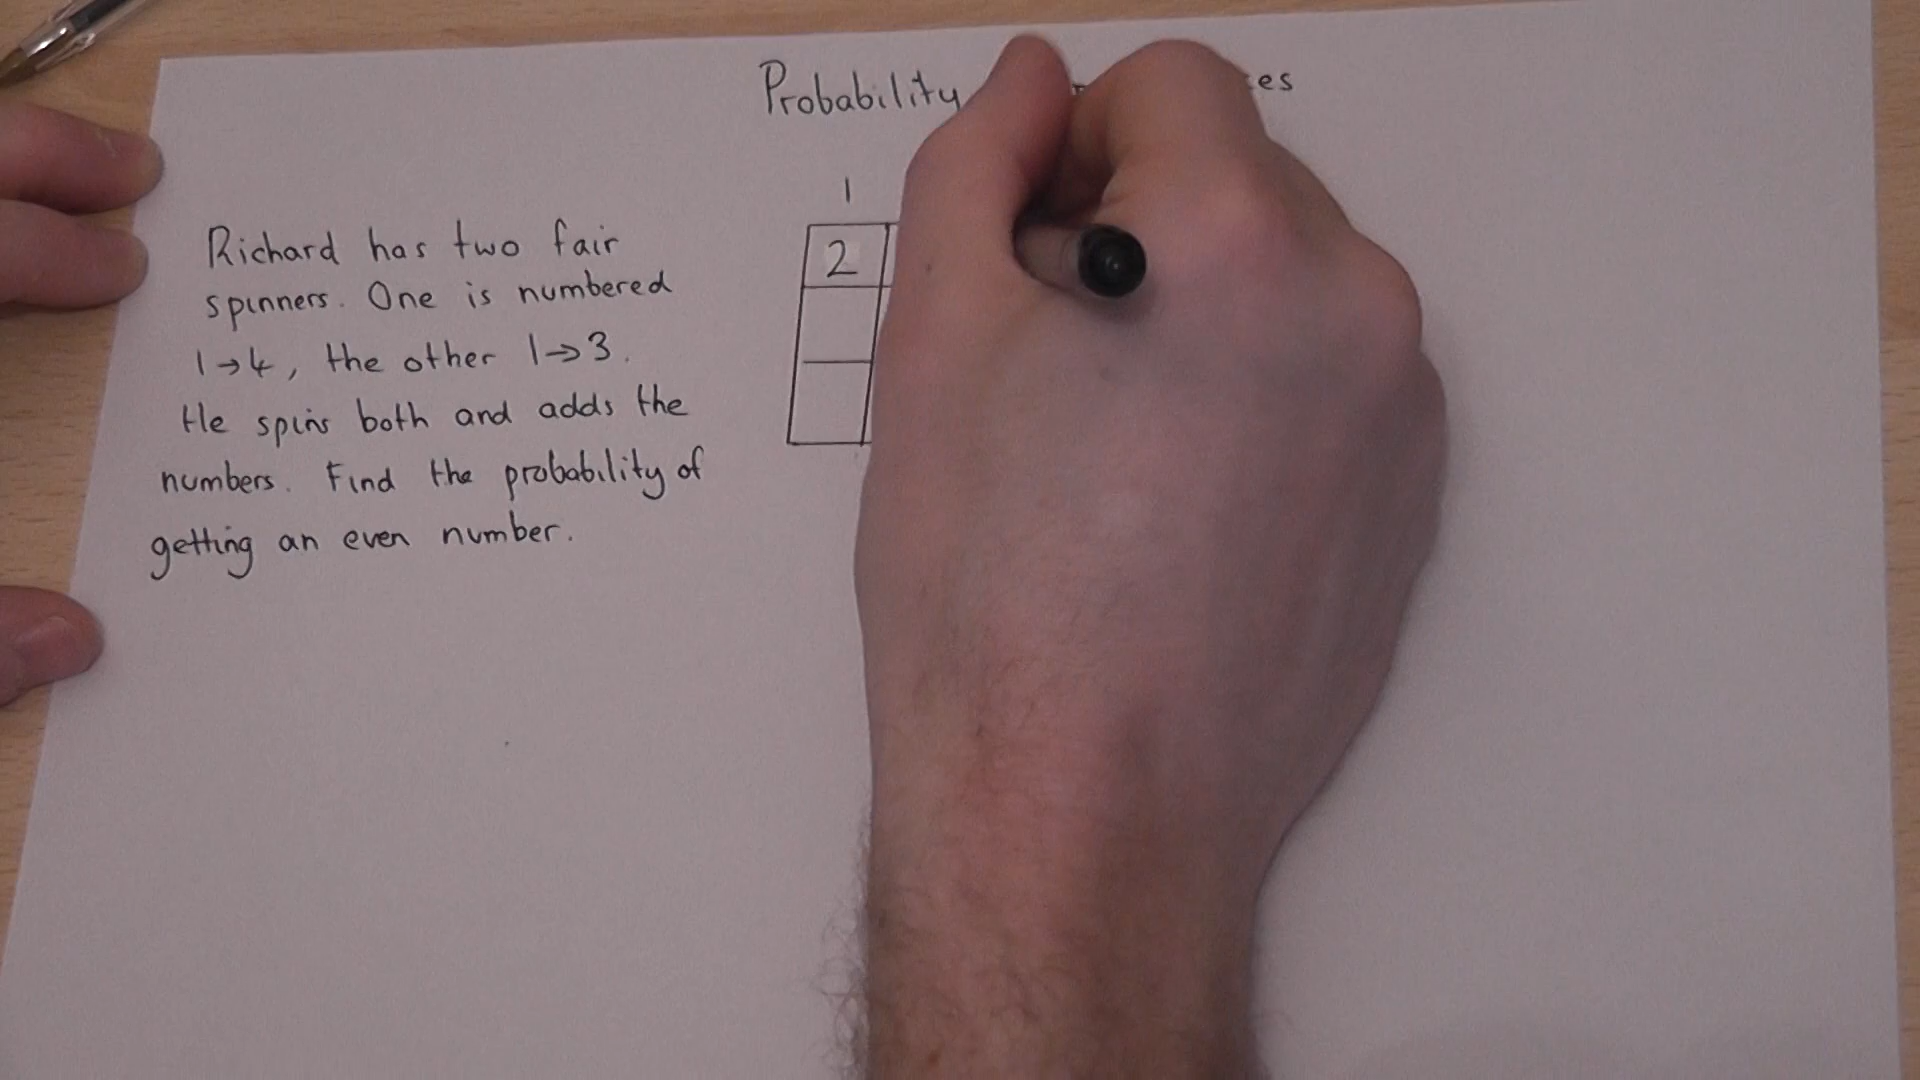 Probability
Richard has two fair
spinners. One is numbered
1→4, the other 1→3.
He spins both and adds the
numbers. Find the probability of
getting an even number.
1
2